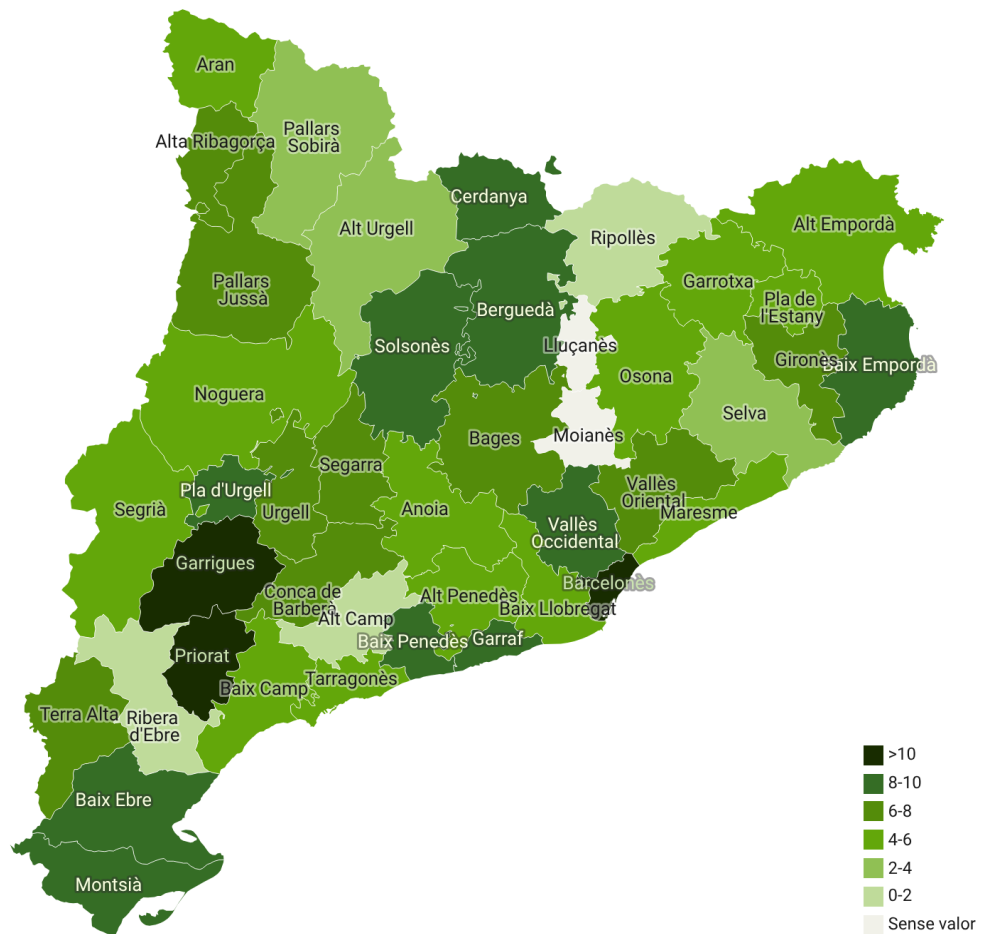 Aran
Alta Ribagorça
Pallars
Sobirà
Cerdanya
Alt Urgell
Ripollès
Alt Empordà
Pallars
Jussà
Garrotxa
Pla de
l'Estany
Berguedà
Solsonès
Lluçanès
Gironès
Baix Empordà
Osona
Noguera
Selva
Bages
Moianès
Segarra
Pla d'Urgell
Vallès
Oriental
Segrià
Urgell
Anoia
Maresme
Vallès
Occidental
Garrigues
Barcelonès
Conca de
Barberà
Alt Penedès
Baix Llobregat
Alt Camp
Baix Penedès
Garraf
Priorat
Tarragonès
Baix Camp
Terra Alta
Ribera
d'Ebre
Baix Ebre
Montsià
>10
8-10
6-8
4-6
2-4
0-2
Sense valor